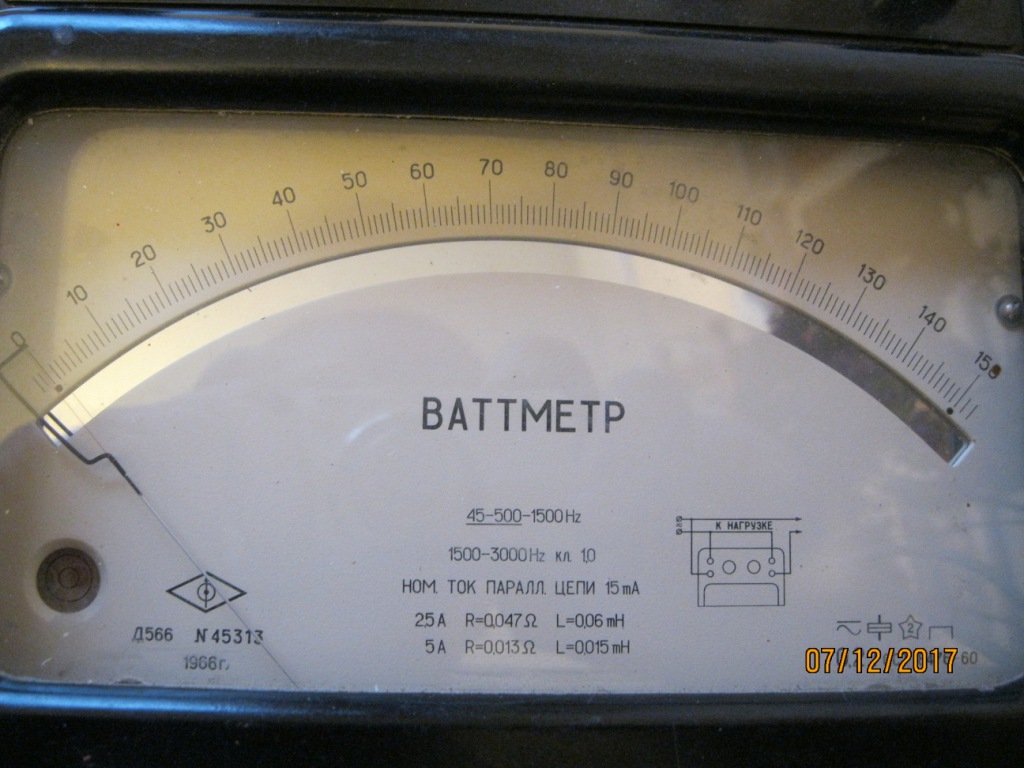 0 10 20 30 40 50 60 70 80 90 100 110 120 130 140 150
ВАТТМЕТР
45-500-1500 Hz
1500-3000 Hz кл. 1,0
НОМ. ТОК ПАРАЛЛ. ЦЕПИ 15 mA
2,5 A R=0,047 Ω L=0,06 mH
5 A R=0,013 Ω L=0,015 mH
К НАГРУЗКЕ
Д566 N 45313
1966г.
2
60
07/12/2017